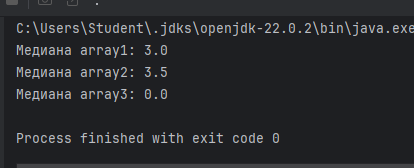 C:\Users\Student\.jdks\openjdk-22.0.2\bin\java.exe
Медиана array1: 3.0
Медиана array2: 3.5
Медиана array3: 0.0
Process finished with exit code 0